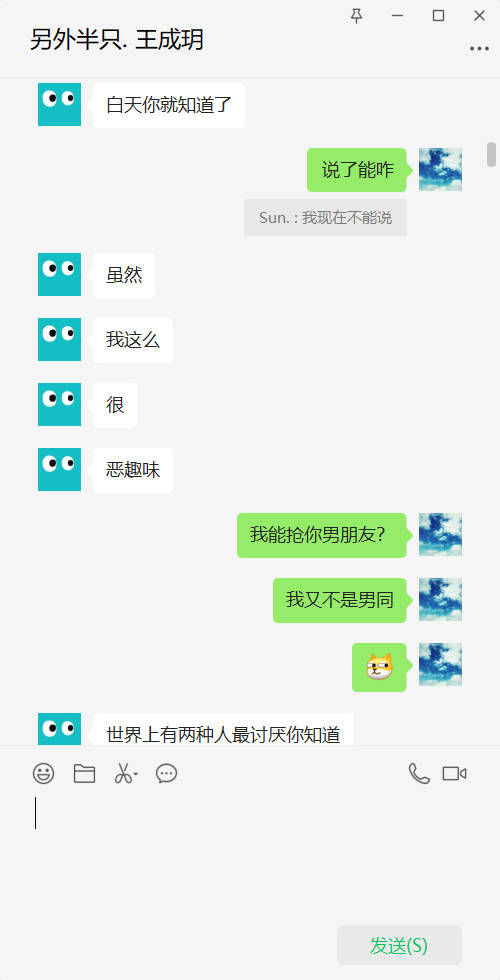 另外半只. 王成玥
白天你就知道了
说了能咋
Sun. : 我现在不能说
虽然
我这么
很
恶趣味
我能抢你男朋友?
我又不是男同
世界上有两种人最讨厌你知道
发送(S)